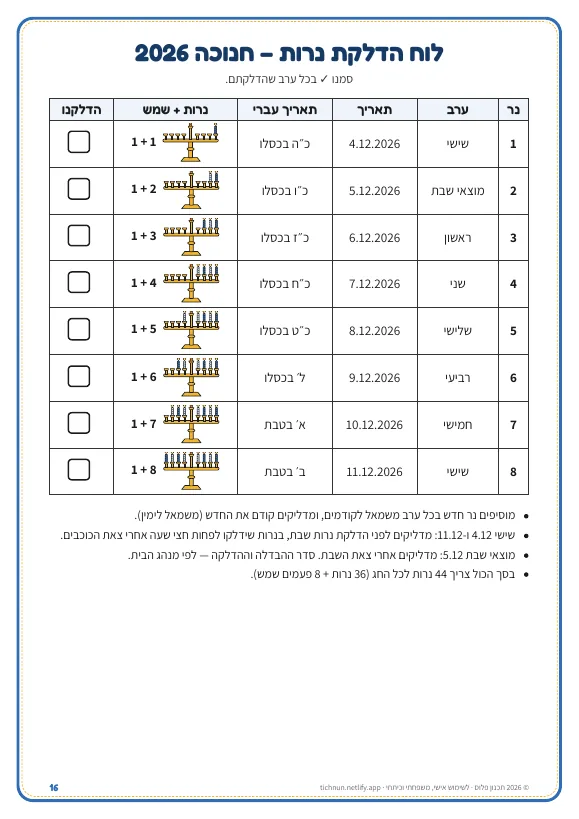 לוח הדלקת נרות – חנוכה 2026
סמנו ✓ בכל ערב שהדלקתם.
נר ערב תאריך תאריך עברי נרות + שמש הדלקנו
1 שישי 4.12.2026 כ״ה בכסלו 1 + 1
2 מוצאי שבת 5.12.2026 כ״ו בכסלו 2 + 1
3 ראשון 6.12.2026 כ״ז בכסלו 3 + 1
4 שני 7.12.2026 כ״ח בכסלו 4 + 1
5 שלישי 8.12.2026 כ״ט בכסלו 5 + 1
6 רביעי 9.12.2026 ל׳ בכסלו 6 + 1
7 חמישי 10.12.2026 א׳ בטבת 7 + 1
8 שישי 11.12.2026 ב׳ בטבת 8 + 1
• מוסיפים נר חדש בכל ערב משמאל לקודמים, ומדליקים קודם את החדש (משמאל לימין).
• שישי 4.12 ו-11.12: מדליקים לפני הדלקת נרות שבת, בנרות שידלקו לפחות חצי שעה אחרי צאת הכוכבים.
• מוצאי שבת 5.12: מדליקים אחרי צאת השבת. סדר ההבדלה וההדלקה — לפי מנהג הבית.
• בסך הכול צריך 44 נרות לכל החג (36 נרות + 8 פעמים שמש).
© 2026 תכנון פלוס · לשימוש אישי, משפחתי וכיתתי · tichnun.netlify.app
16